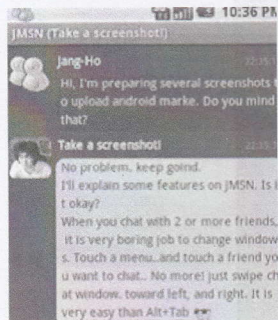 10:36 PM
JMSN (Take a screenshot!)
Jang-Ho
Hi, I'm preparing several screenshots t
o upload android marke. Do you mind
that?
Take a screenshot!
No problem. keep goind.
I'll explain some features on JMSN. Is i
t okay?
When you chat with 2 or more friends,
it is very boring job to change window
s. Touch a menu..and touch a friend yo
u want to chat.. No more! just swipe ch
at window. toward left, and right. It is
very easy than Alt+Tab